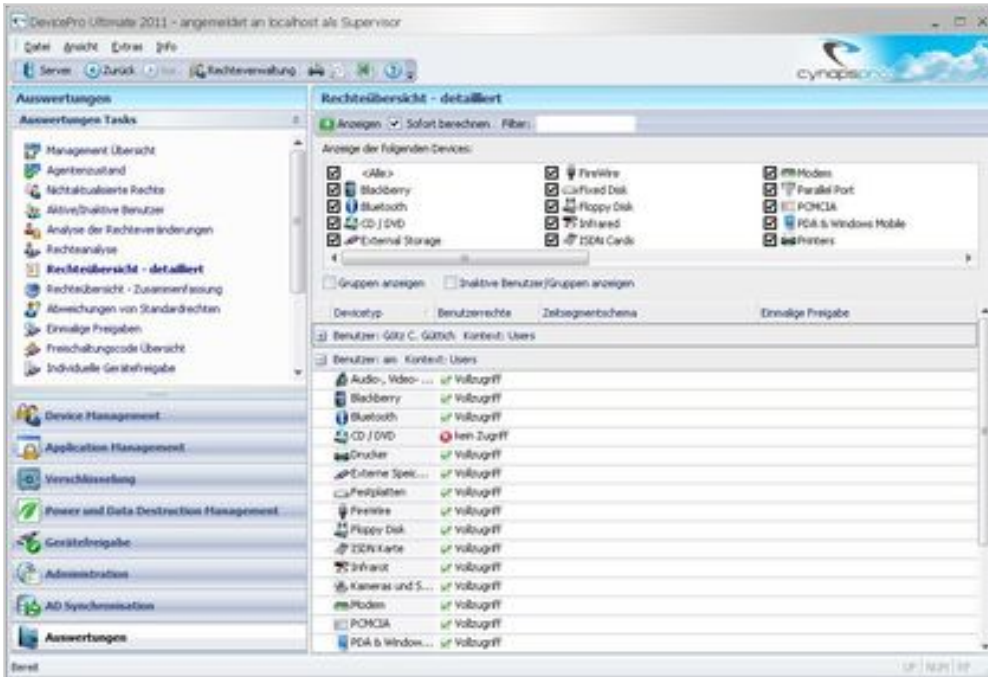 DevicePro Ultimate 2011 - angemeldet an localhost als Supervisor
Datei Ansicht Extras Info
Server Zurück Rechteverwaltung
cynapspro
Auswertungen
Auswertungen Tasks
Management Übersicht
Agentenzustand
Nichtaktualisierte Rechte
Aktive/Inaktive Benutzer
Analyse der Rechteveränderungen
Rechteanalyse
Rechteübersicht - detailliert
Rechteübersicht - Zusammenfassung
Abweichungen von Standardrechten
Einmalige Freigaben
Freischaltungscode Übersicht
Individuelle Gerätefreigabe
Device Management
Application Management
Verschlüsselung
Power and Data Destruction Management
Gerätefreigabe
Administration
AD Synchronisation
Auswertungen
Rechteübersicht - detailliert
Anzeigen Sofort berechnen Filter:
Anzeige der folgenden Devices:
<Alle> FireWire Modem
Blackberry Fixed Disk Parallel Port
Bluetooth Floppy Disk PCMCIA
CD / DVD Infrared PDA & Windows Mobile
External Storage ISDN Cards Printers
Gruppen anzeigen Inaktive Benutzer/Gruppen anzeigen
Devicetyp Benutzerrechte Zeitsegmentschema Einmalige Freigabe
Benutzer: Götz C. Güttich Kontext: Users
Benutzer: Kontext: Users
Audio-, Video- ... Vollzugriff
Blackberry Vollzugriff
Bluetooth Vollzugriff
CD / DVD kein Zugriff
Drucker Vollzugriff
Externe Speic... Vollzugriff
Festplatten Vollzugriff
FireWire Vollzugriff
Floppy Disk Vollzugriff
ISDN Karte Vollzugriff
Infrarot Vollzugriff
Kameras und S... Vollzugriff
Modem Vollzugriff
PCMCIA Vollzugriff
PDA & Window... Vollzugriff
Bereit